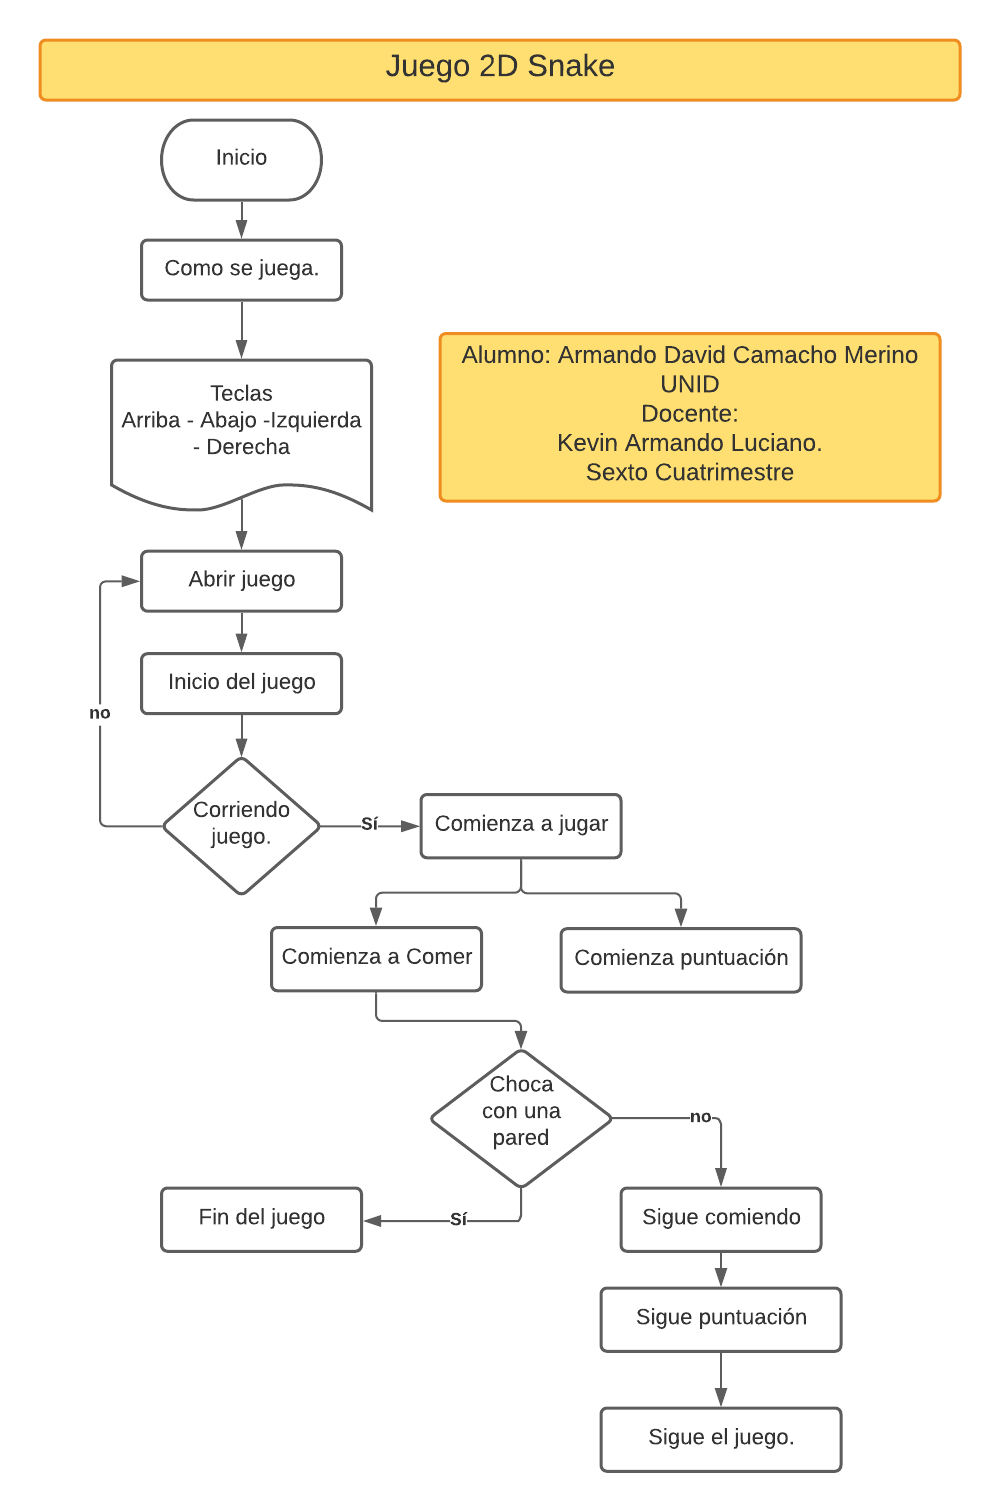 Juego 2D Snake
Inicio
Como se juega.
Alumno: Armando David Camacho Merino
UNID
Docente:
Kevin Armando Luciano.
Sexto Cuatrimestre
Teclas
Arriba - Abajo -Izquierda
- Derecha
Abrir juego
Inicio del juego
no
Corriendo
juego.
Sí
Comienza a jugar
Comienza a Comer
Comienza puntuación
Choca
con una
pared
no
Sí
Fin del juego
Sigue comiendo
Sigue puntuación
Sigue el juego.